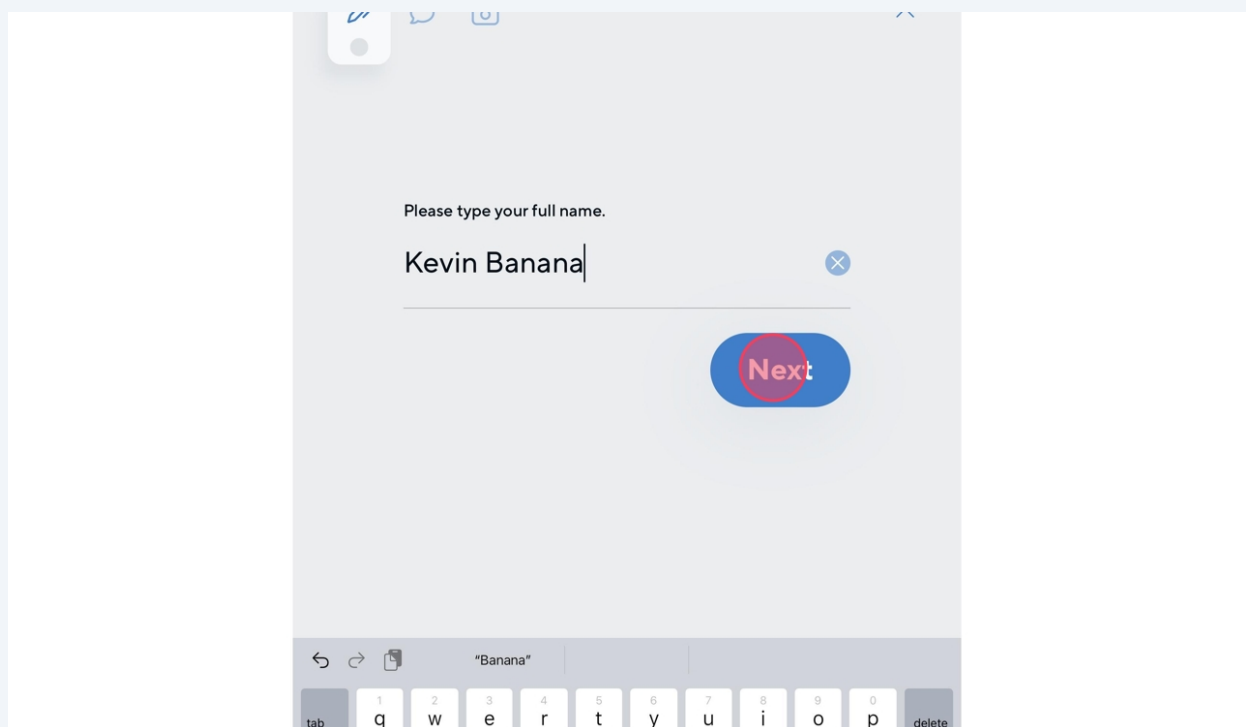 Please type your full name.
Kevin Banana
Next
"Banana"
1 2 3 4 5 6 7 8 9 0
tab q w e r t y u i o p delete